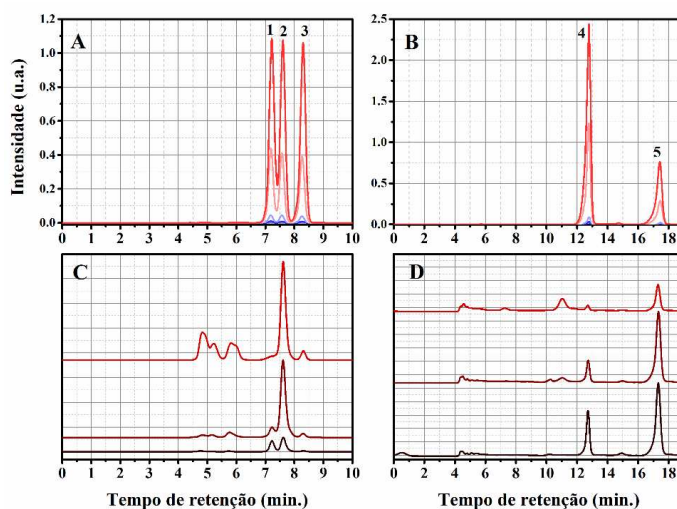 A
1 2 3
Intensidade (u.a.)
1.2
1.0
0.8
0.6
0.4
0.2
0.0
0 1 2 3 4 5 6 7 8 9 10
B
4
5
2.5
2.0
1.5
1.0
0.5
0.0
0 2 4 6 8 10 12 14 16 18
C
0 1 2 3 4 5 6 7 8 9 10
Tempo de retenção (min.)
D
0 2 4 6 8 10 12 14 16 18
Tempo de retenção (min.)